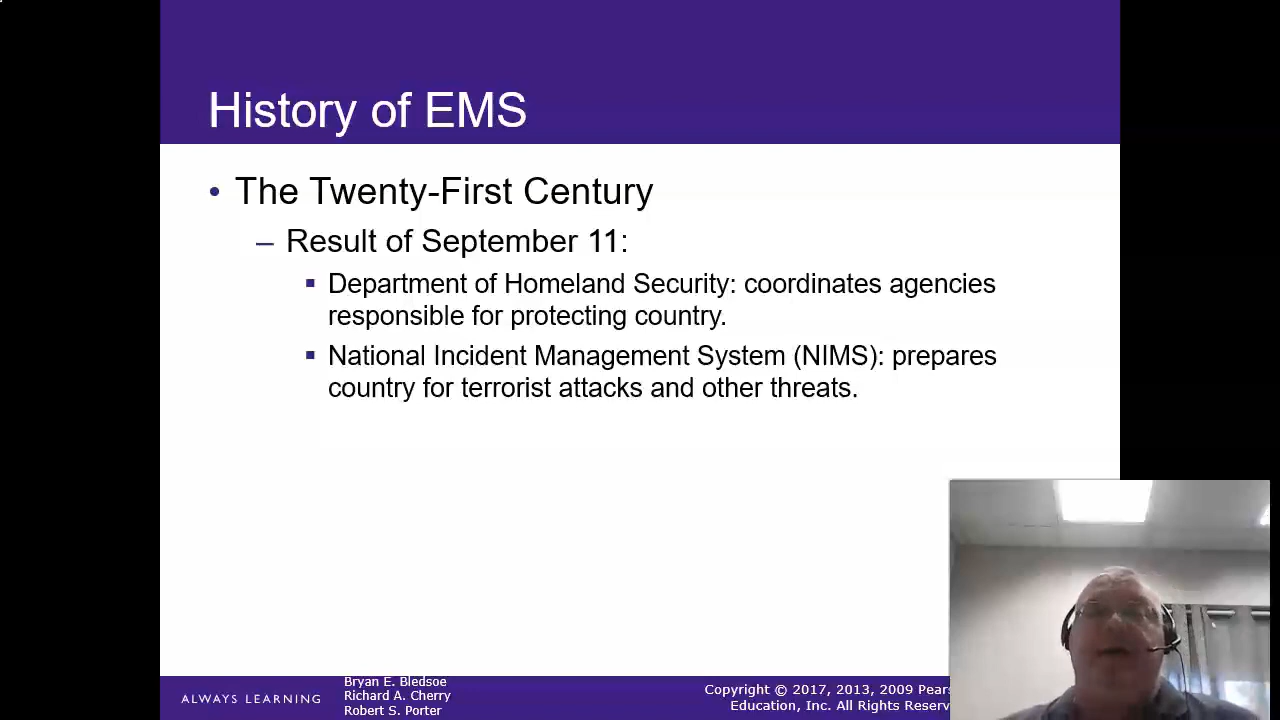 History of EMS
• The Twenty-First Century
– Result of September 11:
▪ Department of Homeland Security: coordinates agencies
responsible for protecting country.
▪ National Incident Management System (NIMS): prepares
country for terrorist attacks and other threats.
ALWAYS LEARNING
Bryan E. Bledsoe
Richard A. Cherry
Robert S. Porter
Copyright © 2017, 2013, 2009
Education, Inc. All Rights